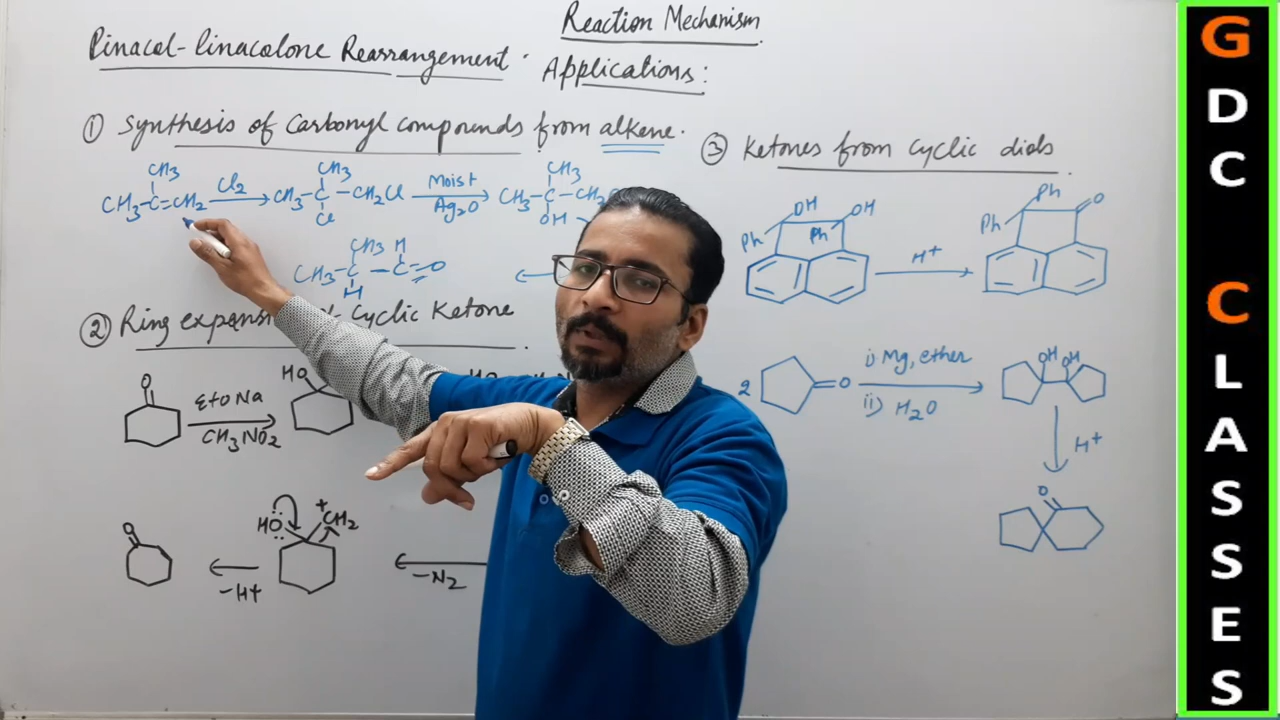 Reaction Mechanism
Pinacol-Pinacolone Rearrangement.
Applications:
① Synthesis of Carbonyl compounds from alkene.
CH3
CH3-C=CH2
Cl2
CH3
CH3-C-CH2Cl
Cl
Moist
Ag2O
CH3
CH3-C-CH2
OH
CH3 H
CH3-C-C=O
H
② Ring expans Cyclic Ketone
O
EtONa
CH3NO2
HO
HO
+
CH2
-N2
-H+
O
③ Ketones from Cyclic diols
OH OH
Ph Ph
H+
Ph
Ph O
2 =O
i) Mg, ether
ii) H2O
OH OH
H+
O
GDC CLASSES